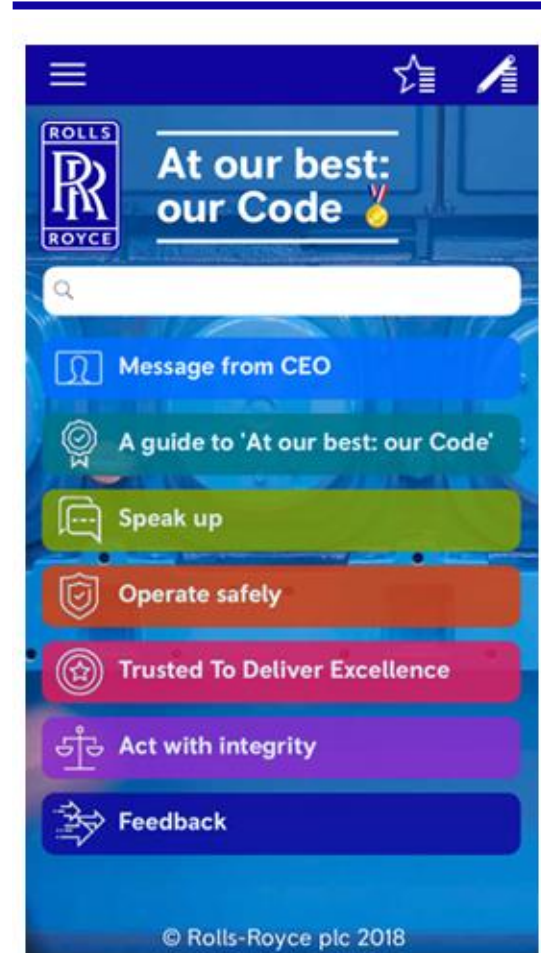 ROLLS
RR
ROYCE
At our best:
our Code
Message from CEO
A guide to 'At our best: our Code'
Speak up
Operate safely
Trusted To Deliver Excellence
Act with integrity
Feedback
© Rolls-Royce plc 2018